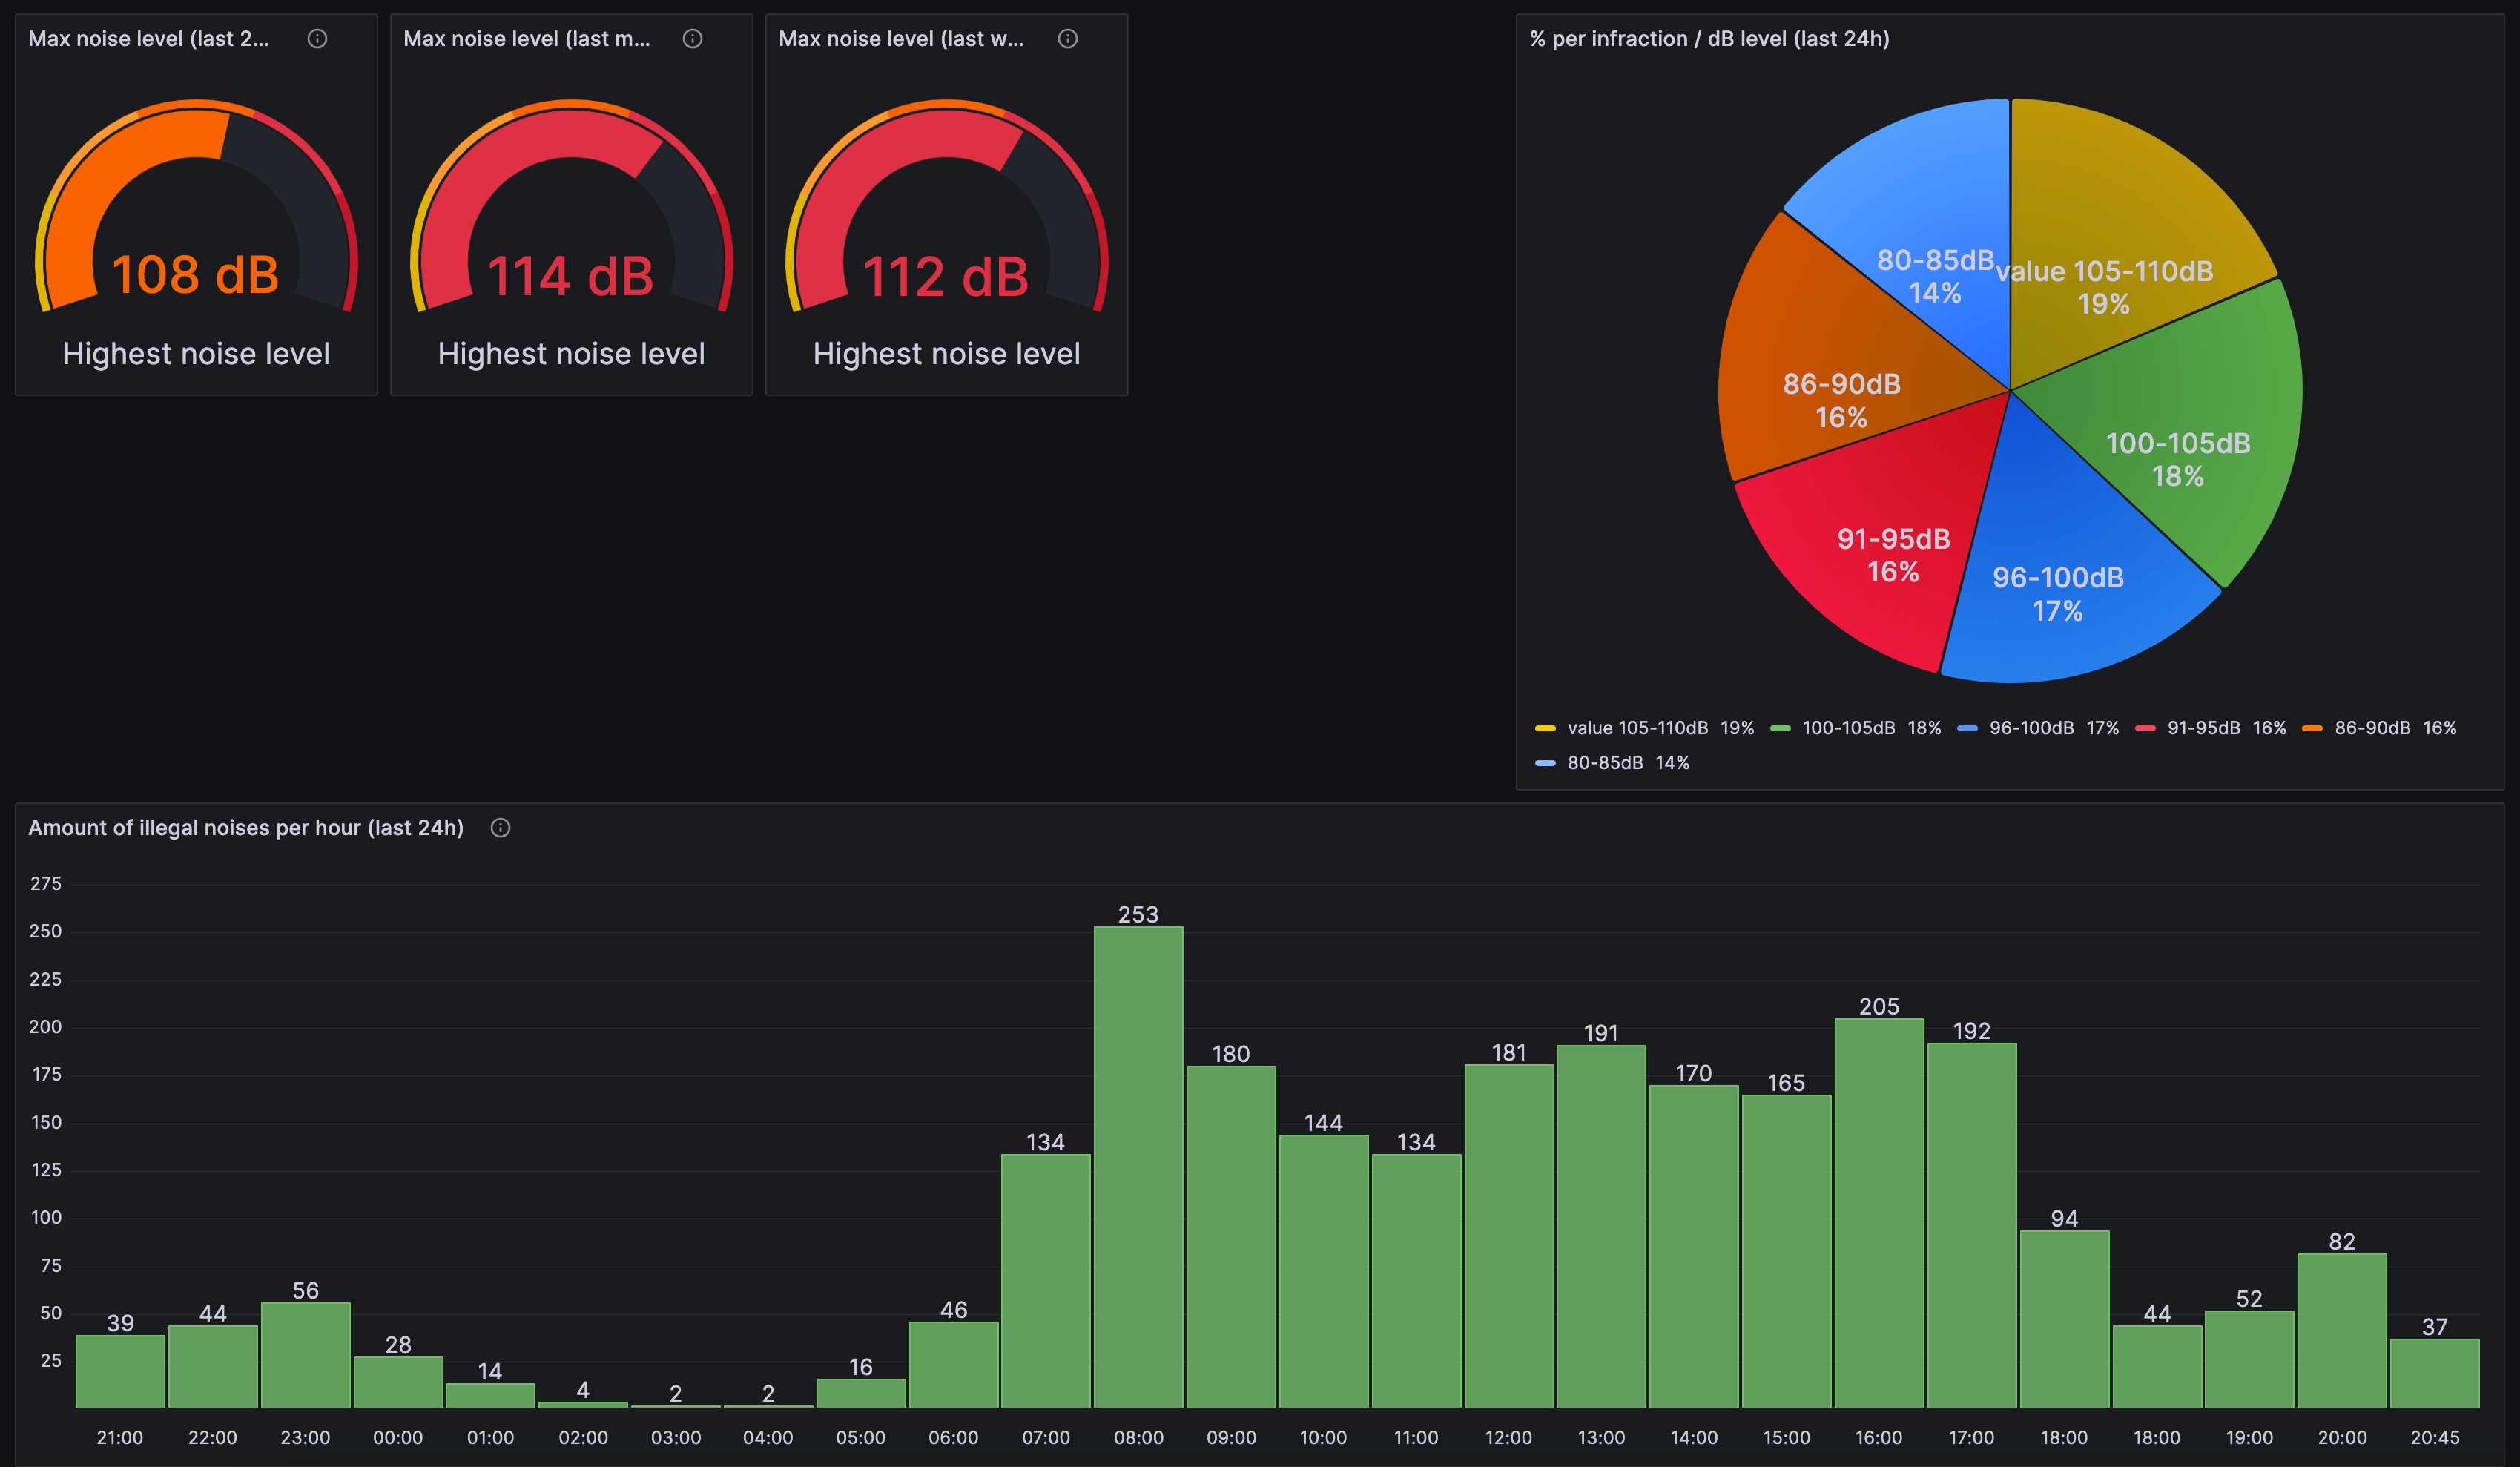 Max noise level (last 2...
108 dB
Highest noise level
Max noise level (last m...
114 dB
Highest noise level
Max noise level (last w...
112 dB
Highest noise level
% per infraction / dB level (last 24h)
80-85dB
14%
value 105-110dB
19%
86-90dB
16%
100-105dB
18%
91-95dB
16%
96-100dB
17%
value 105-110dB 19% 100-105dB 18% 96-100dB 17% 91-95dB 16% 86-90dB 16%
80-85dB 14%
Amount of illegal noises per hour (last 24h)
275
250
225
200
175
150
125
100
75
50
25
39 44 56 28 14 4 2 2 16 46 134 253 180 144 134 181 191 170 165 205 192 94 44 52 82 37
21:00 22:00 23:00 00:00 01:00 02:00 03:00 04:00 05:00 06:00 07:00 08:00 09:00 10:00 11:00 12:00 13:00 14:00 15:00 16:00 17:00 18:00 18:00 19:00 20:00 20:45